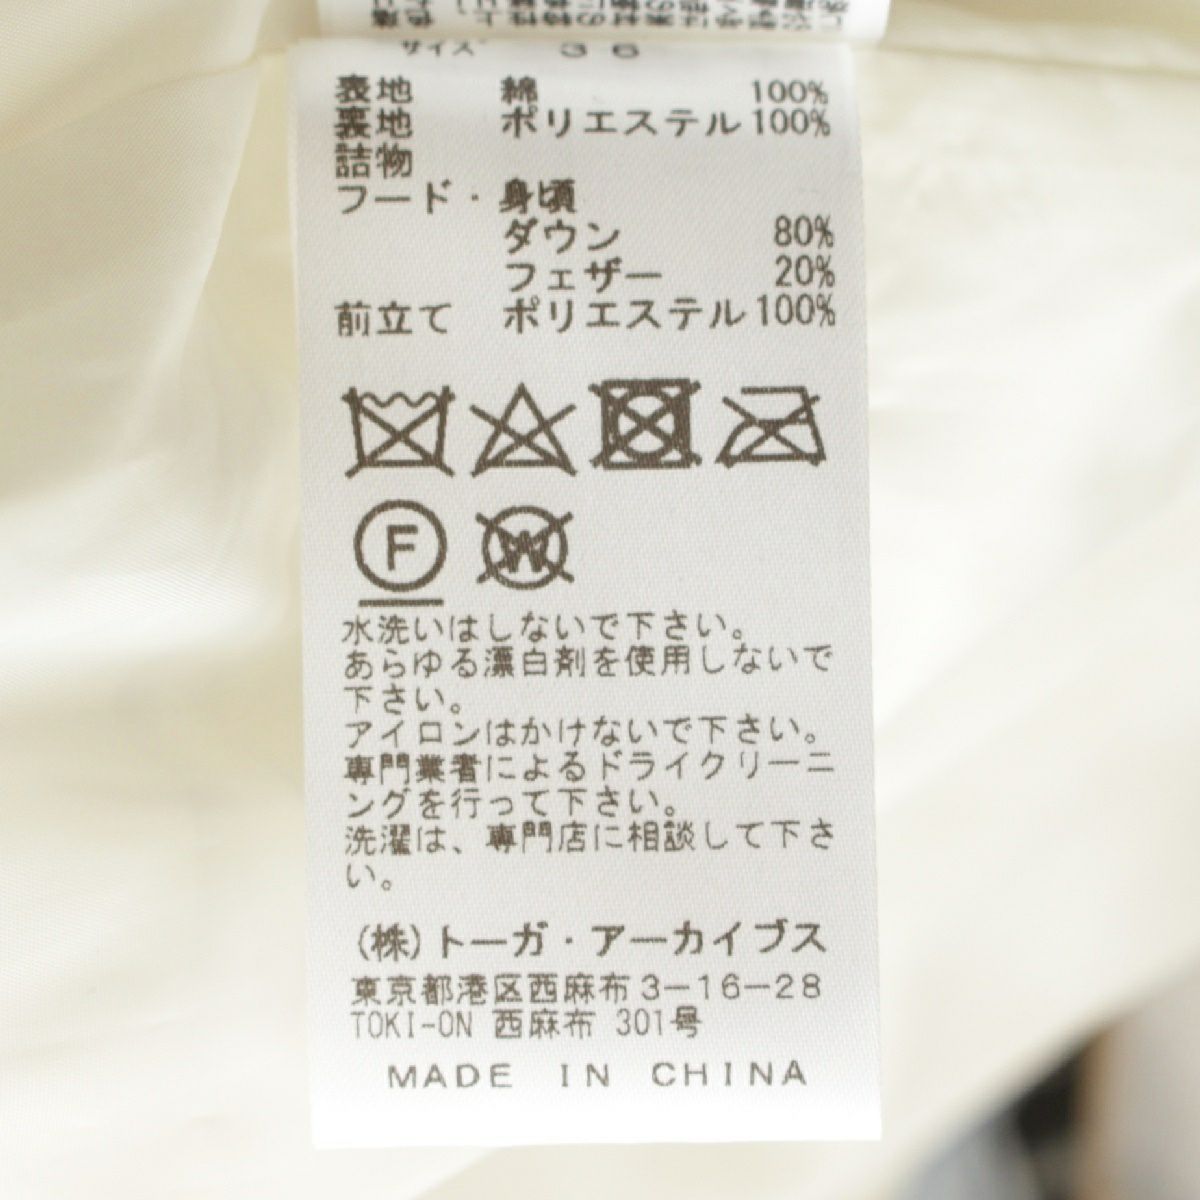 サイズ 36
表地 綿 100%
裏地 ポリエステル 100%
詰物
フード・身頃
ダウン 80%
フェザー 20%
前立て ポリエステル 100%
F
W
水洗いはしないで下さい。
あらゆる漂白剤を使用しないで
下さい。
アイロンはかけないで下さい。
専門業者によるドライクリーニ
ングを行って下さい。
洗濯は、専門店に相談して下さ
い。
(株)トーガ・アーカイブス
東京都港区西麻布3-16-28
TOKI-ON 西麻布 301号
MADE IN CHINA